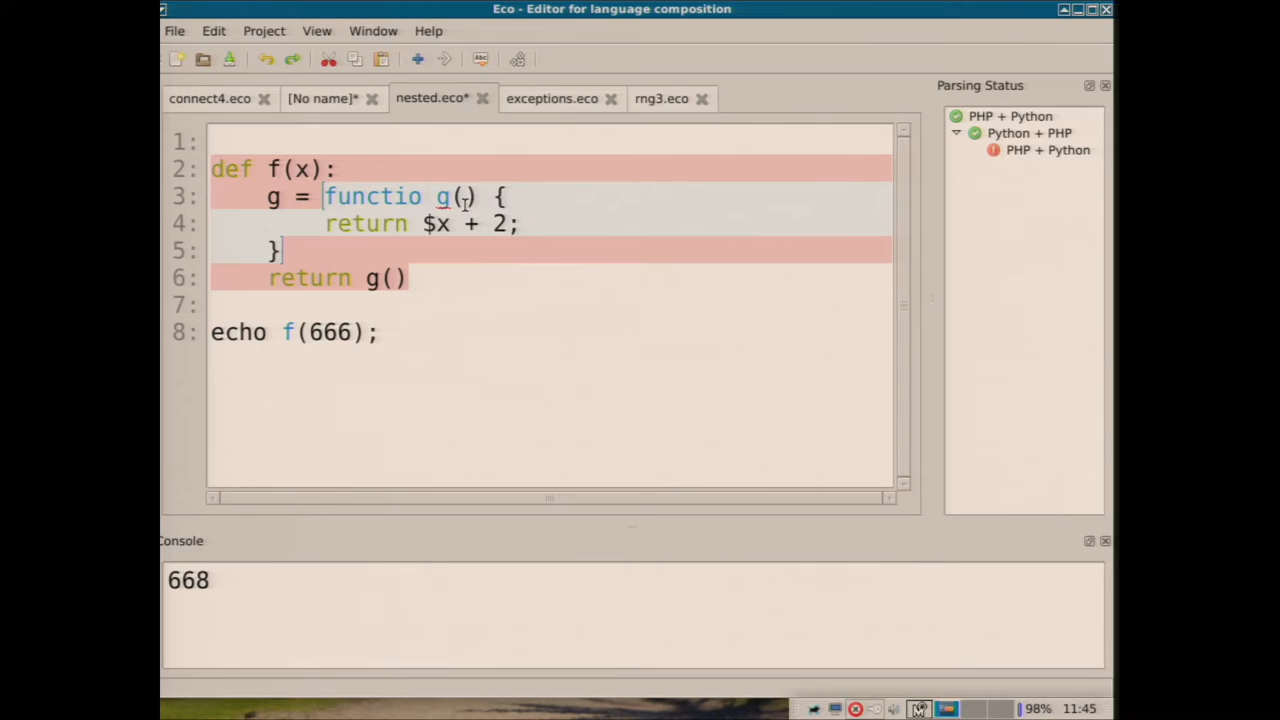 Eco - Editor for language composition
File Edit Project View Window Help
Abc
connect4.eco [No name]* nested.eco* exceptions.eco rng3.eco
Parsing Status
PHP + Python
Python + PHP
PHP + Python
1:
2: def f(x):
3: g = functio g() {
4: return $x + 2;
5: }
6: return g()
7:
8: echo f(666);
Console
668
98% 11:45